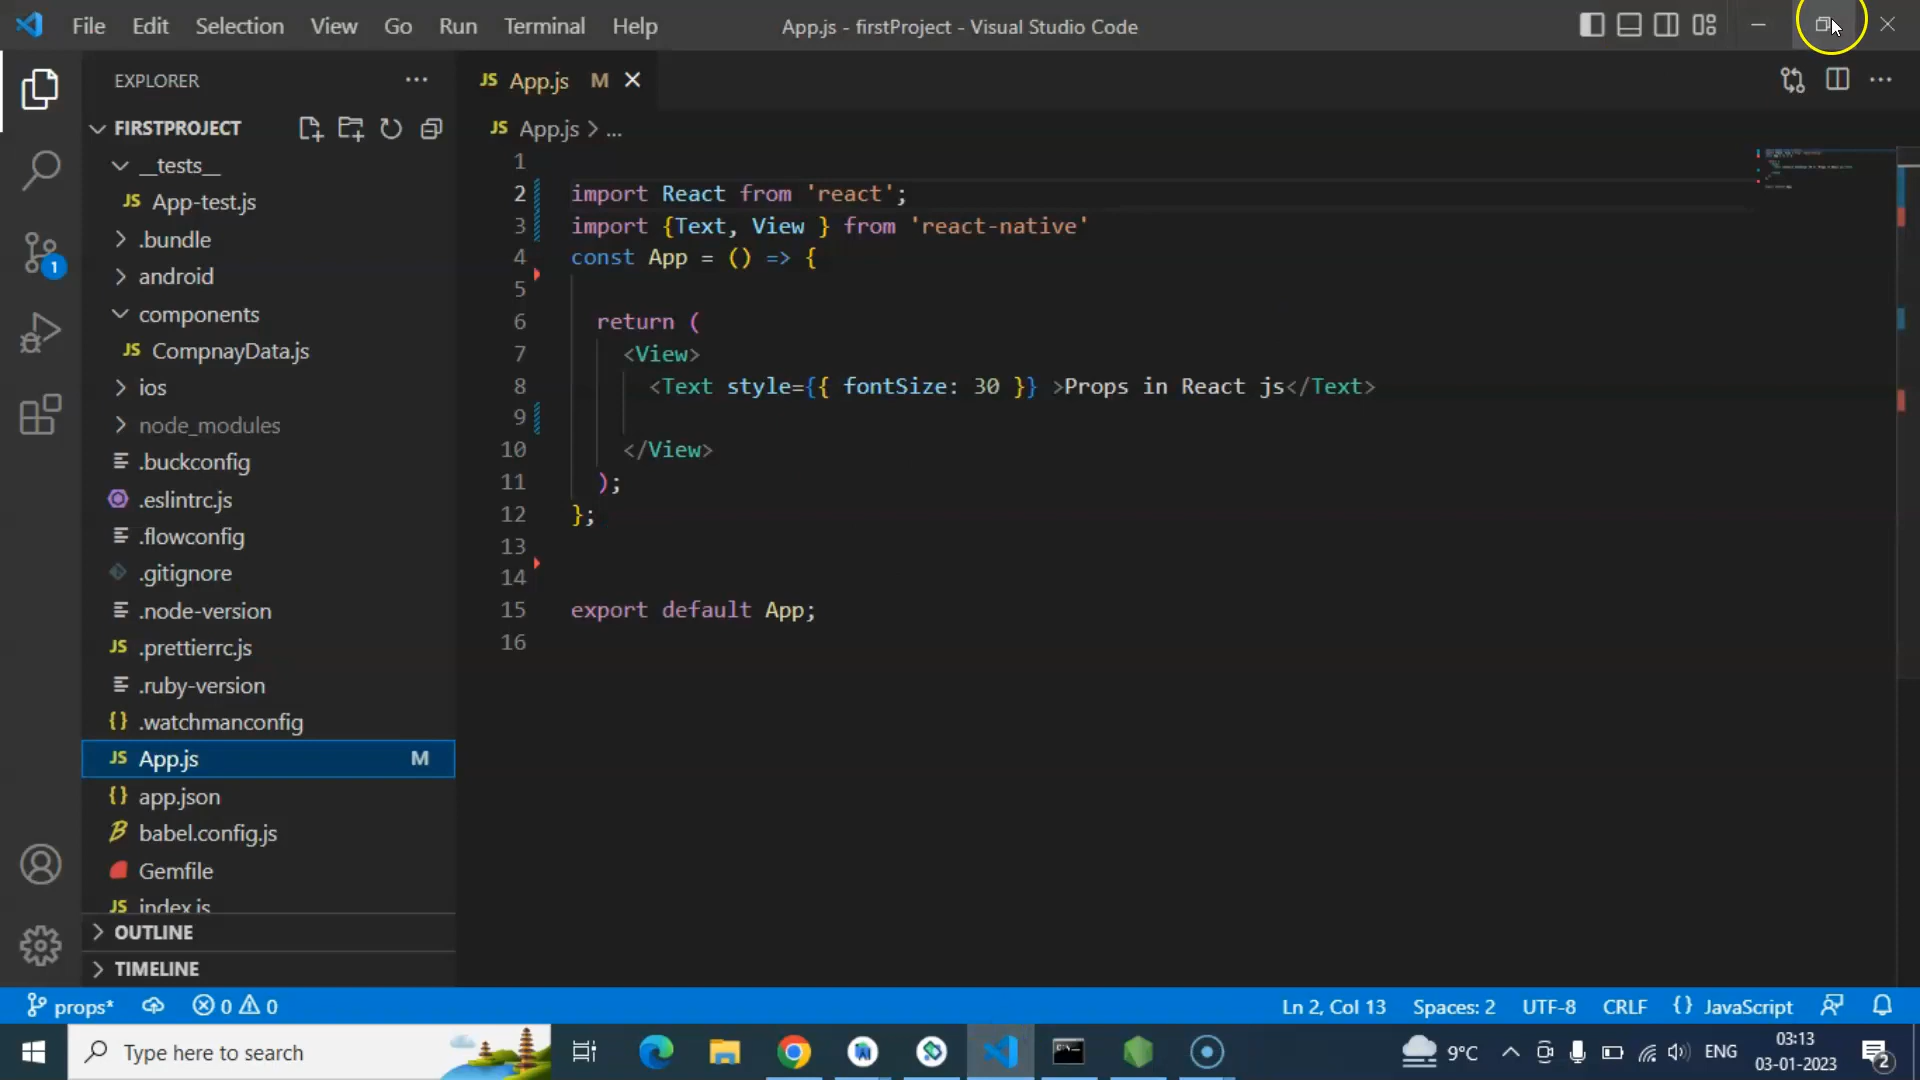 File Edit Selection View Go Run Terminal Help App.js - firstProject - Visual Studio Code
EXPLORER
JS App.js M
FIRSTPROJECT
JS App.js > ...
__tests__
JS App-test.js
.bundle
android
components
JS CompnayData.js
ios
node_modules
.buckconfig
.eslintrc.js
.flowconfig
.gitignore
.node-version
JS .prettierrc.js
.ruby-version
{} .watchmanconfig
JS App.js M
{} app.json
babel.config.js
Gemfile
JS index.js
OUTLINE
TIMELINE
1
2 import React from 'react';
3 import {Text, View } from 'react-native'
4 const App = () => {
5
6 return (
7 <View>
8 <Text style={{ fontSize: 30 }} >Props in React js</Text>
9
10 </View>
11 );
12 };
13
14
15 export default App;
16
1
props* 0 0 Ln 2, Col 13 Spaces: 2 UTF-8 CRLF {} JavaScript
Type here to search 9°C ENG 03:13
03-01-2023 2